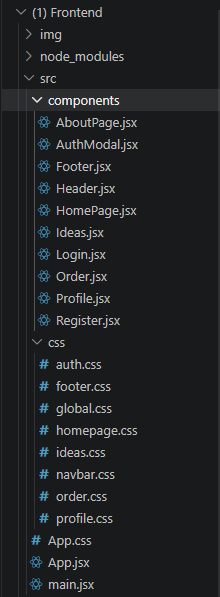 (1) Frontend
img
node_modules
src
components
AboutPage.jsx
AuthModal.jsx
Footer.jsx
Header.jsx
HomePage.jsx
Ideas.jsx
Login.jsx
Order.jsx
Profile.jsx
Register.jsx
css
# auth.css
# footer.css
# global.css
# homepage.css
# ideas.css
# navbar.css
# order.css
# profile.css
# App.css
App.jsx
main.jsx